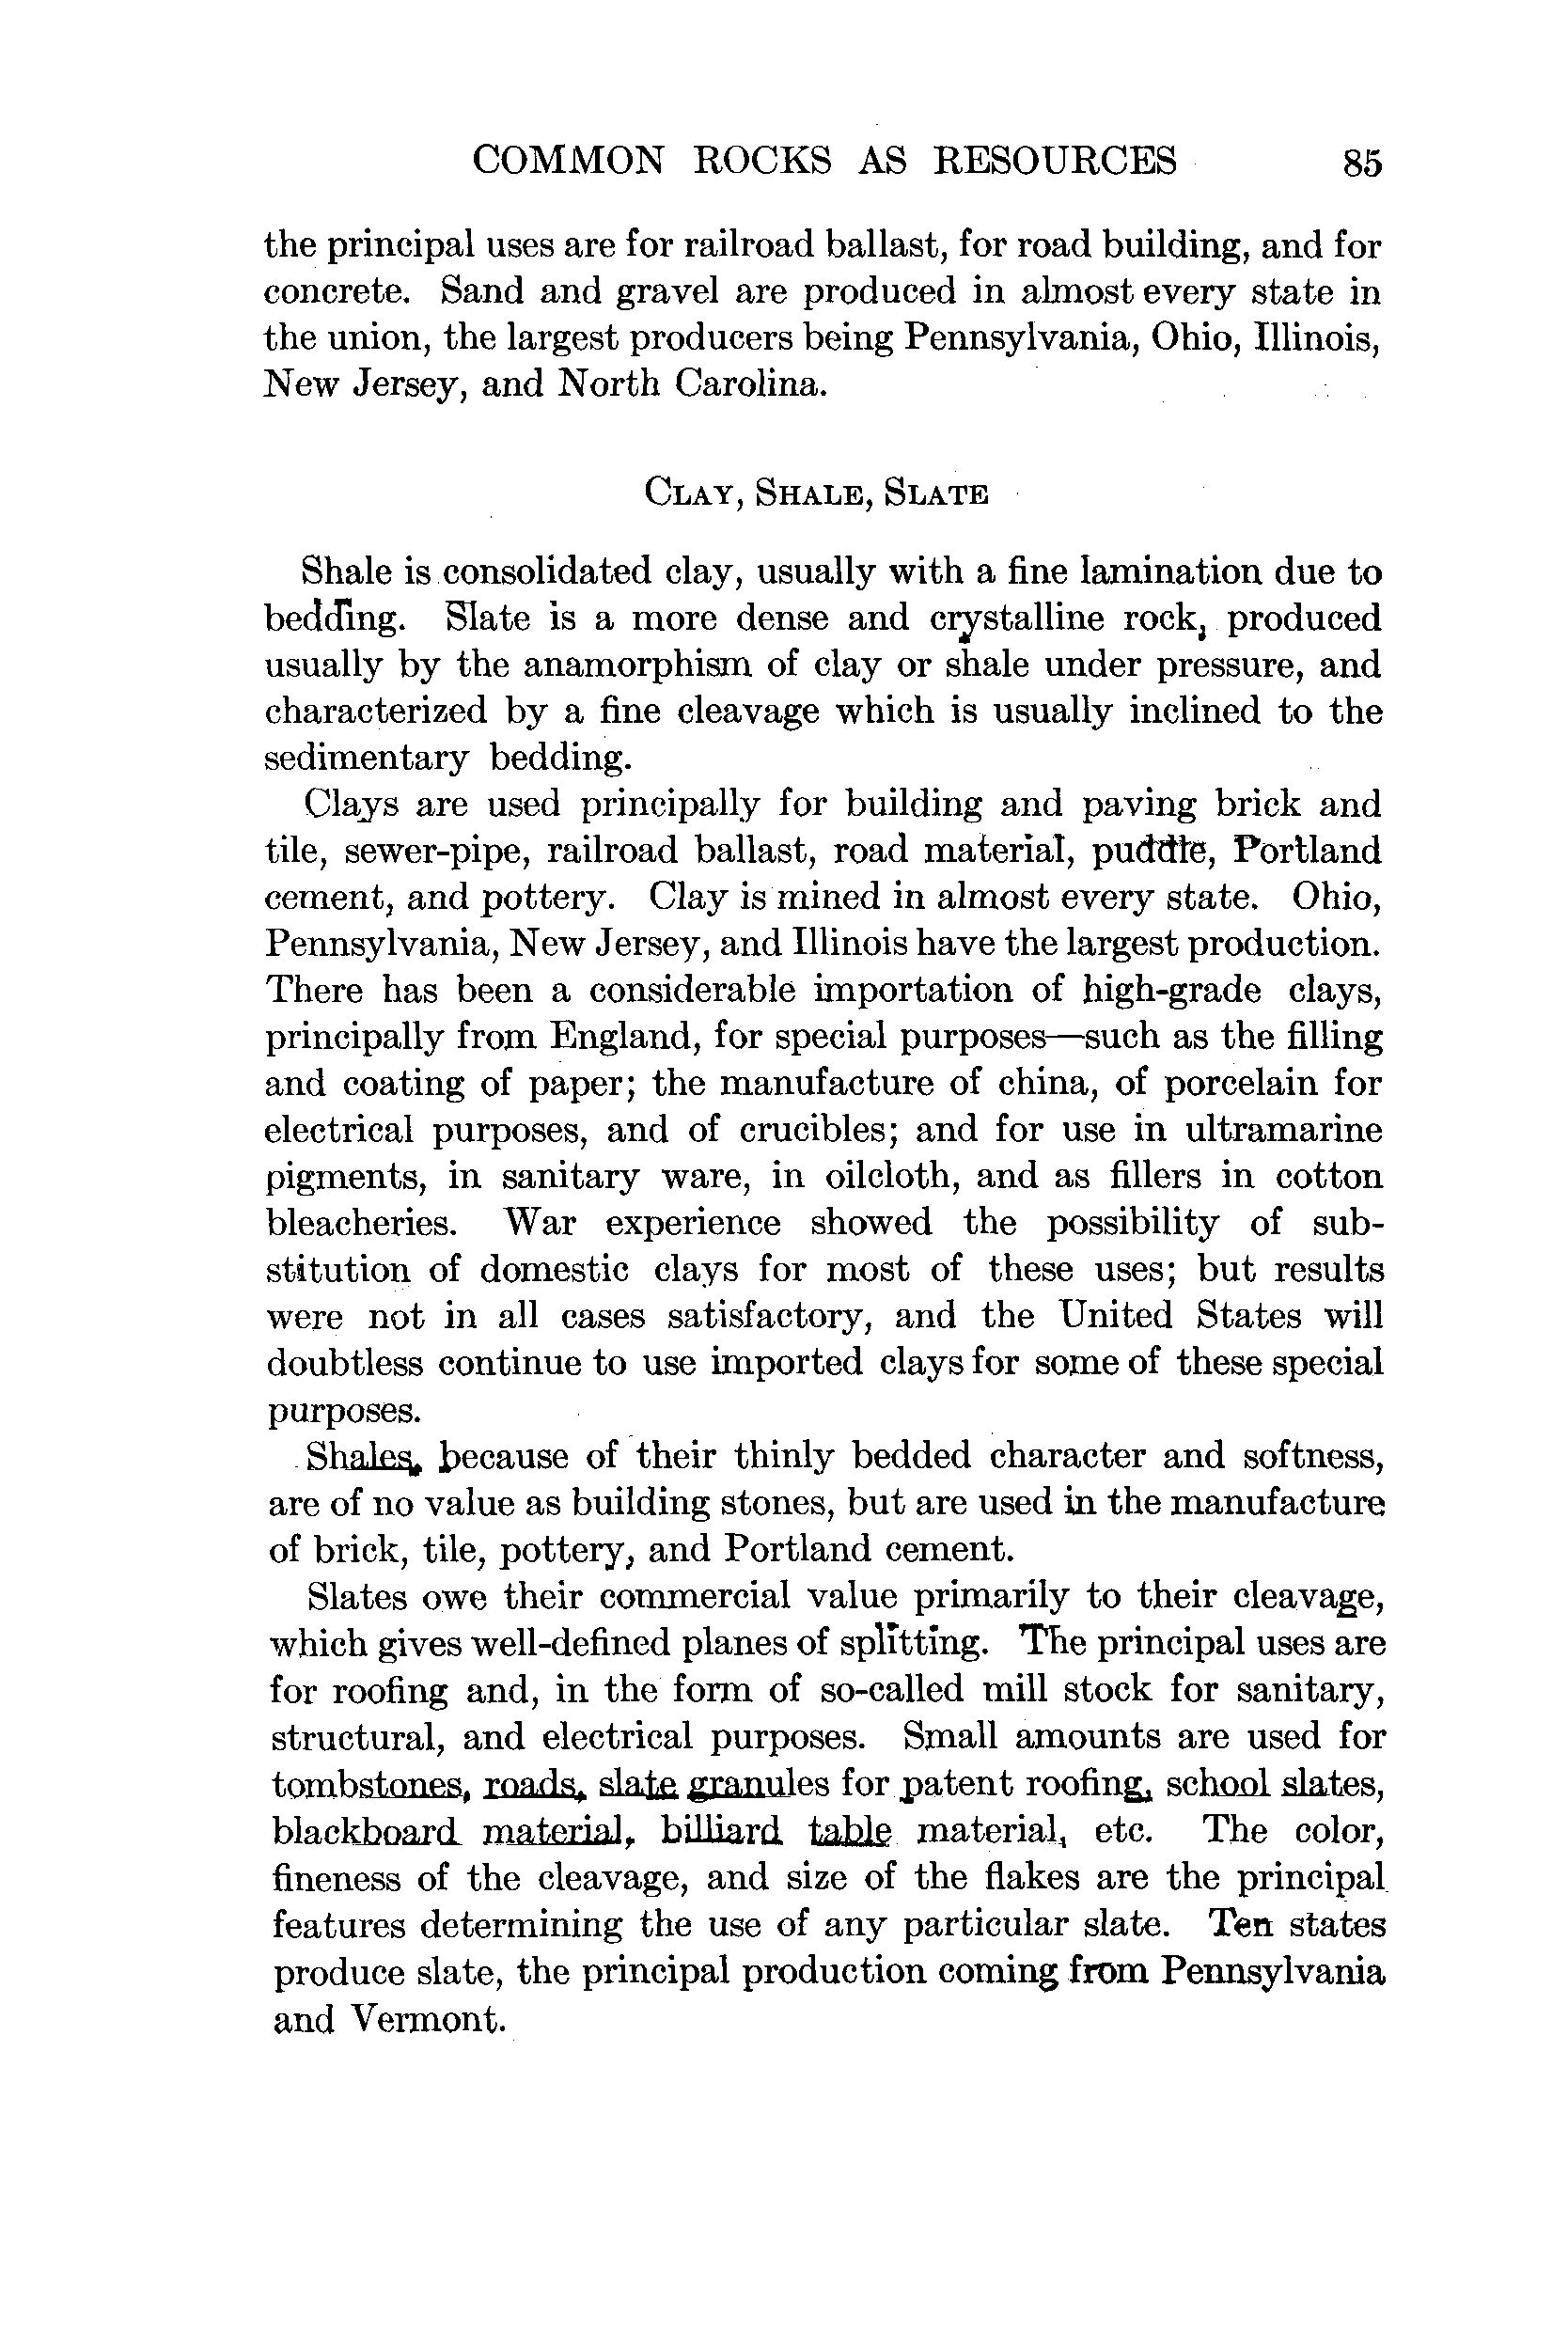 COMMON ROCKS AS RESOURCES 85
the principal uses are for railroad ballast, for road building, and for
concrete. Sand and gravel are produced in almost every state in
the union, the largest producers being Pennsylvania, Ohio, Illinois,
New Jersey, and North Carolina.
CLAY, SHALE, SLATE
Shale is consolidated clay, usually with a fine lamination due to
bedding. Slate is a more dense and crystalline rock, produced
usually by the anamorphism of clay or shale under pressure, and
characterized by a fine cleavage which is usually inclined to the
sedimentary bedding.
Clays are used principally for building and paving brick and
tile, sewer-pipe, railroad ballast, road material, puddle, Portland
cement, and pottery. Clay is mined in almost every state. Ohio,
Pennsylvania, New Jersey, and Illinois have the largest production.
There has been a considerable importation of high-grade clays,
principally from England, for special purposes—such as the filling
and coating of paper; the manufacture of china, of porcelain for
electrical purposes, and of crucibles; and for use in ultramarine
pigments, in sanitary ware, in oilcloth, and as fillers in cotton
bleacheries. War experience showed the possibility of sub-
stitution of domestic clays for most of these uses; but results
were not in all cases satisfactory, and the United States will
doubtless continue to use imported clays for some of these special
purposes.
Shales, because of their thinly bedded character and softness,
are of no value as building stones, but are used in the manufacture
of brick, tile, pottery, and Portland cement.
Slates owe their commercial value primarily to their cleavage,
which gives well-defined planes of splitting. The principal uses are
for roofing and, in the form of so-called mill stock for sanitary,
structural, and electrical purposes. Small amounts are used for
tombstones, roads, slate granules for patent roofing, school slates,
blackboard material, billiard table material, etc. The color,
fineness of the cleavage, and size of the flakes are the principal
features determining the use of any particular slate. Ten states
produce slate, the principal production coming from Pennsylvania
and Vermont.